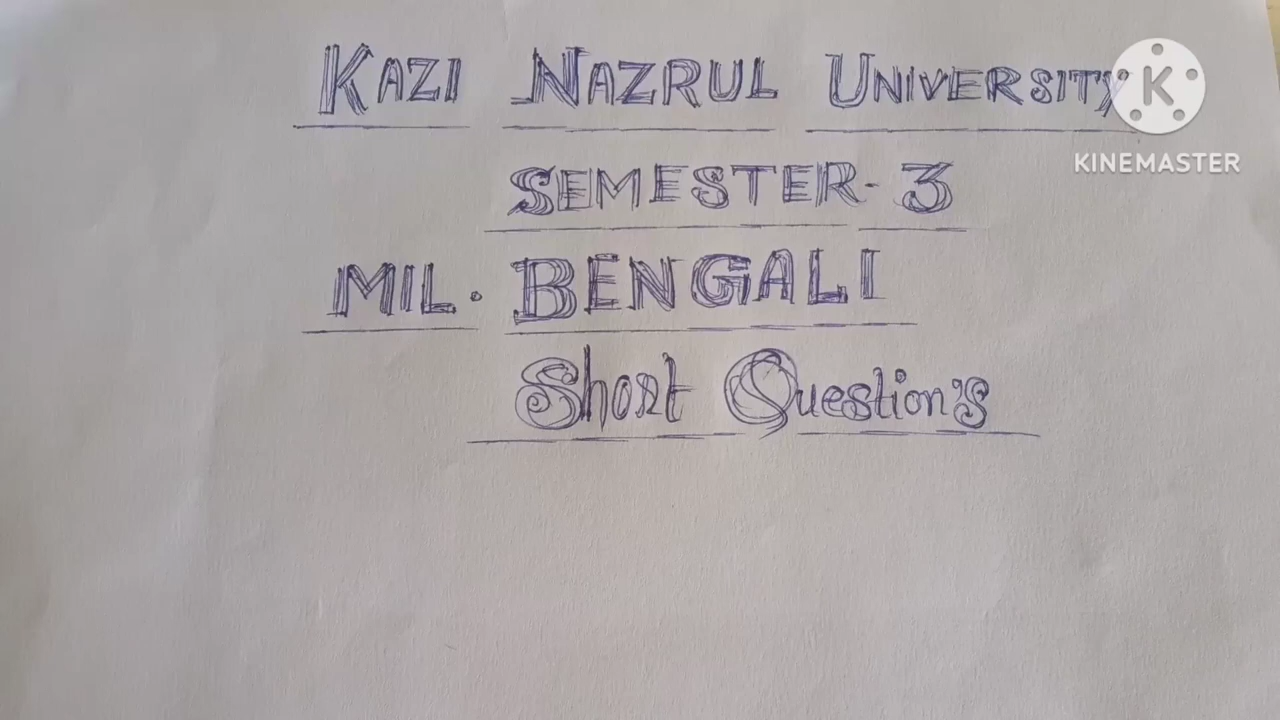 KAZI NAZRUL UNIVERSITY
K
KINEMASTER
SEMESTER-3
MIL. BENGALI
Short Question's